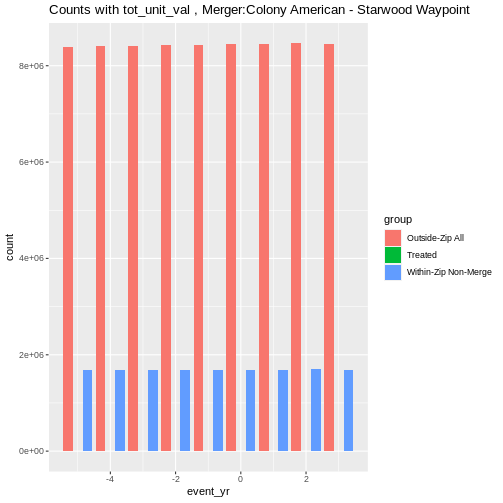 Counts with tot_unit_val , Merger:Colony American - Starwood Waypoint
8e+06
6e+06
4e+06
2e+06
0e+00
count
-4
-2
0
2
event_yr
group
Outside-Zip All
Treated
Within-Zip Non-Merge